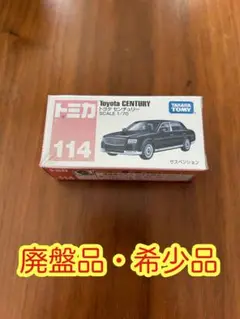 トミカ
114
Toyota CENTURY
トヨタ センチュリー
SCALE 1/70
TAKARA
TOMY
サスペンション
廃盤品・希少品